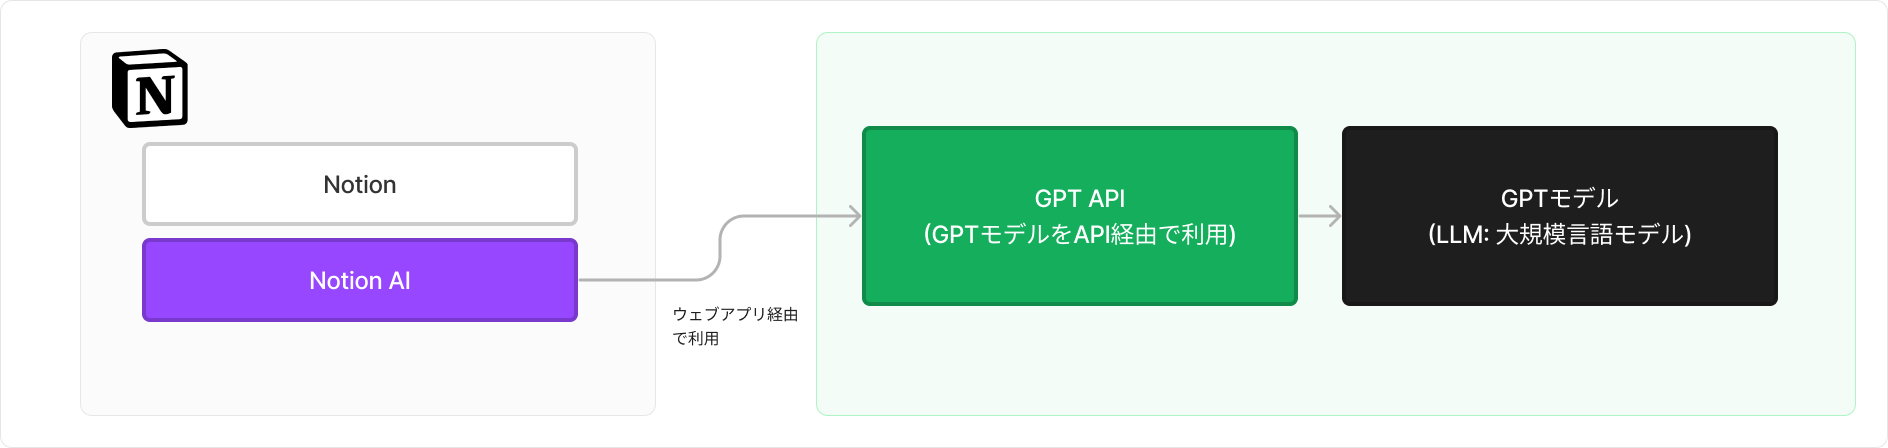 N
Notion
Notion AI
ウェブアプリ経由
で利用
GPT API
(GPTモデルをAPI経由で利用)
GPTモデル
(LLM: 大規模言語モデル)